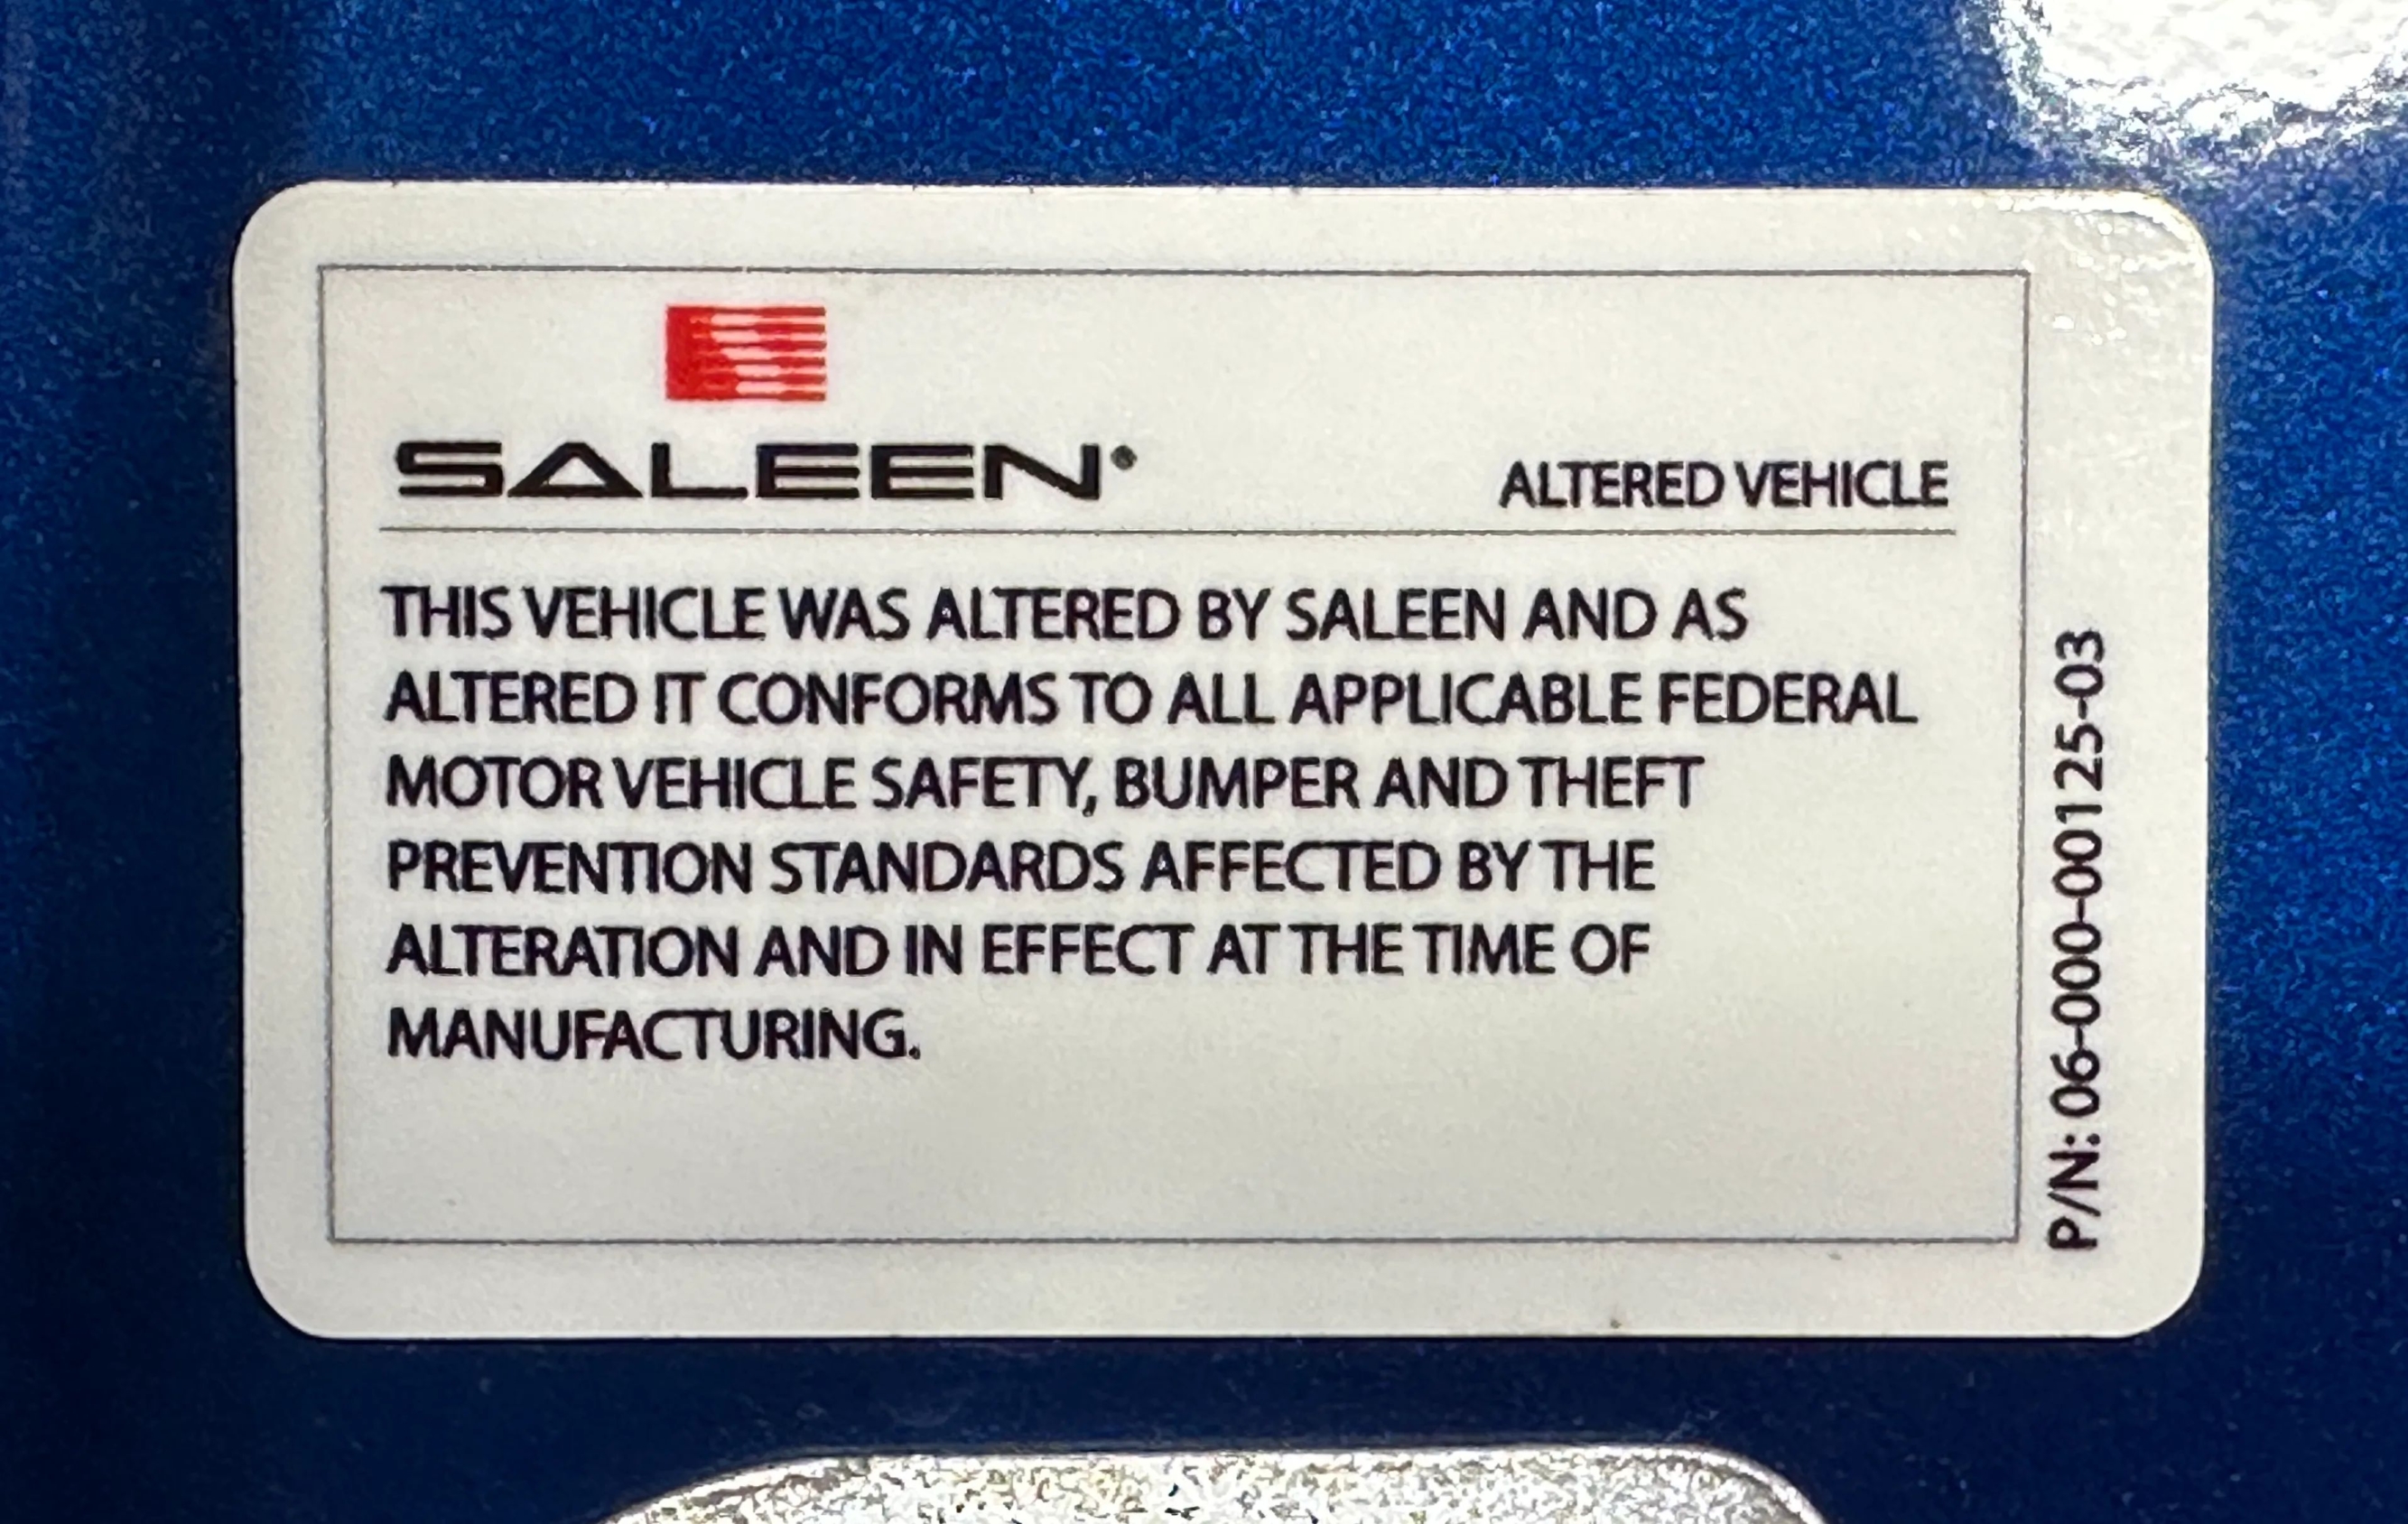 SALEEN
ALTERED VEHICLE
THIS VEHICLE WAS ALTERED BY SALEEN AND AS
ALTERED IT CONFORMS TO ALL APPLICABLE FEDERAL
MOTOR VEHICLE SAFETY, BUMPER AND THEFT
PREVENTION STANDARDS AFFECTED BY THE
ALTERATION AND IN EFFECT AT THE TIME OF
MANUFACTURING.
P/N: 06-000-00125-03